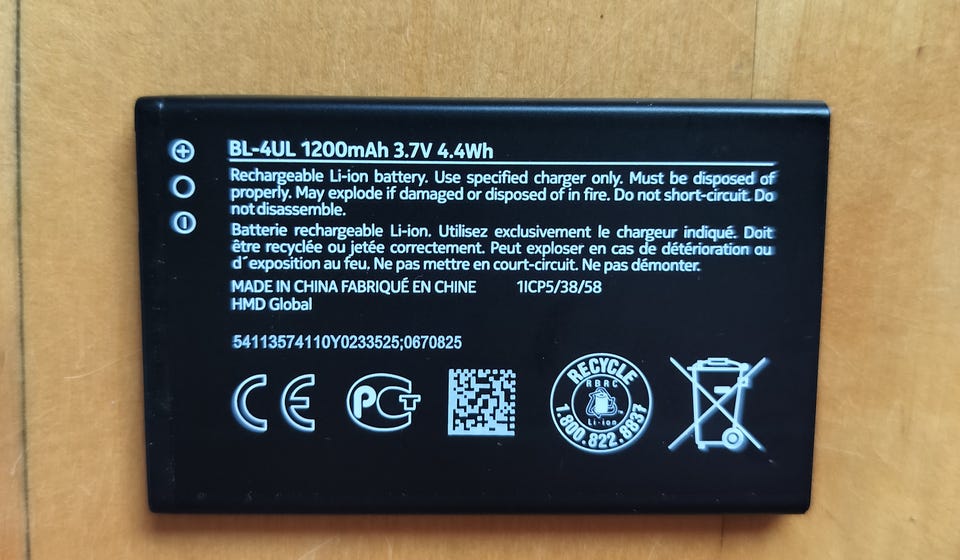 BL-4UL 1200mAh 3.7V 4.4Wh
Rechargeable Li-ion battery. Use specified charger only. Must be disposed of
properly. May explode if damaged or disposed of in fire. Do not short-circuit. Do
not disassemble.
Batterie rechargeable Li-ion. Utilisez exclusivement le chargeur indiqué. Doit
être recyclée ou jetée correctement. Peut exploser en cas de détérioration ou
d´exposition au feu. Ne pas mettre en court-circuit. Ne pas démonter.
MADE IN CHINA FABRIQUÉ EN CHINE 1ICP5/38/58
HMD Global
54113574110Y0233525;0670825
CE
РСТ
RECYCLE
RBRC
Li-ion
1.800.822.8837